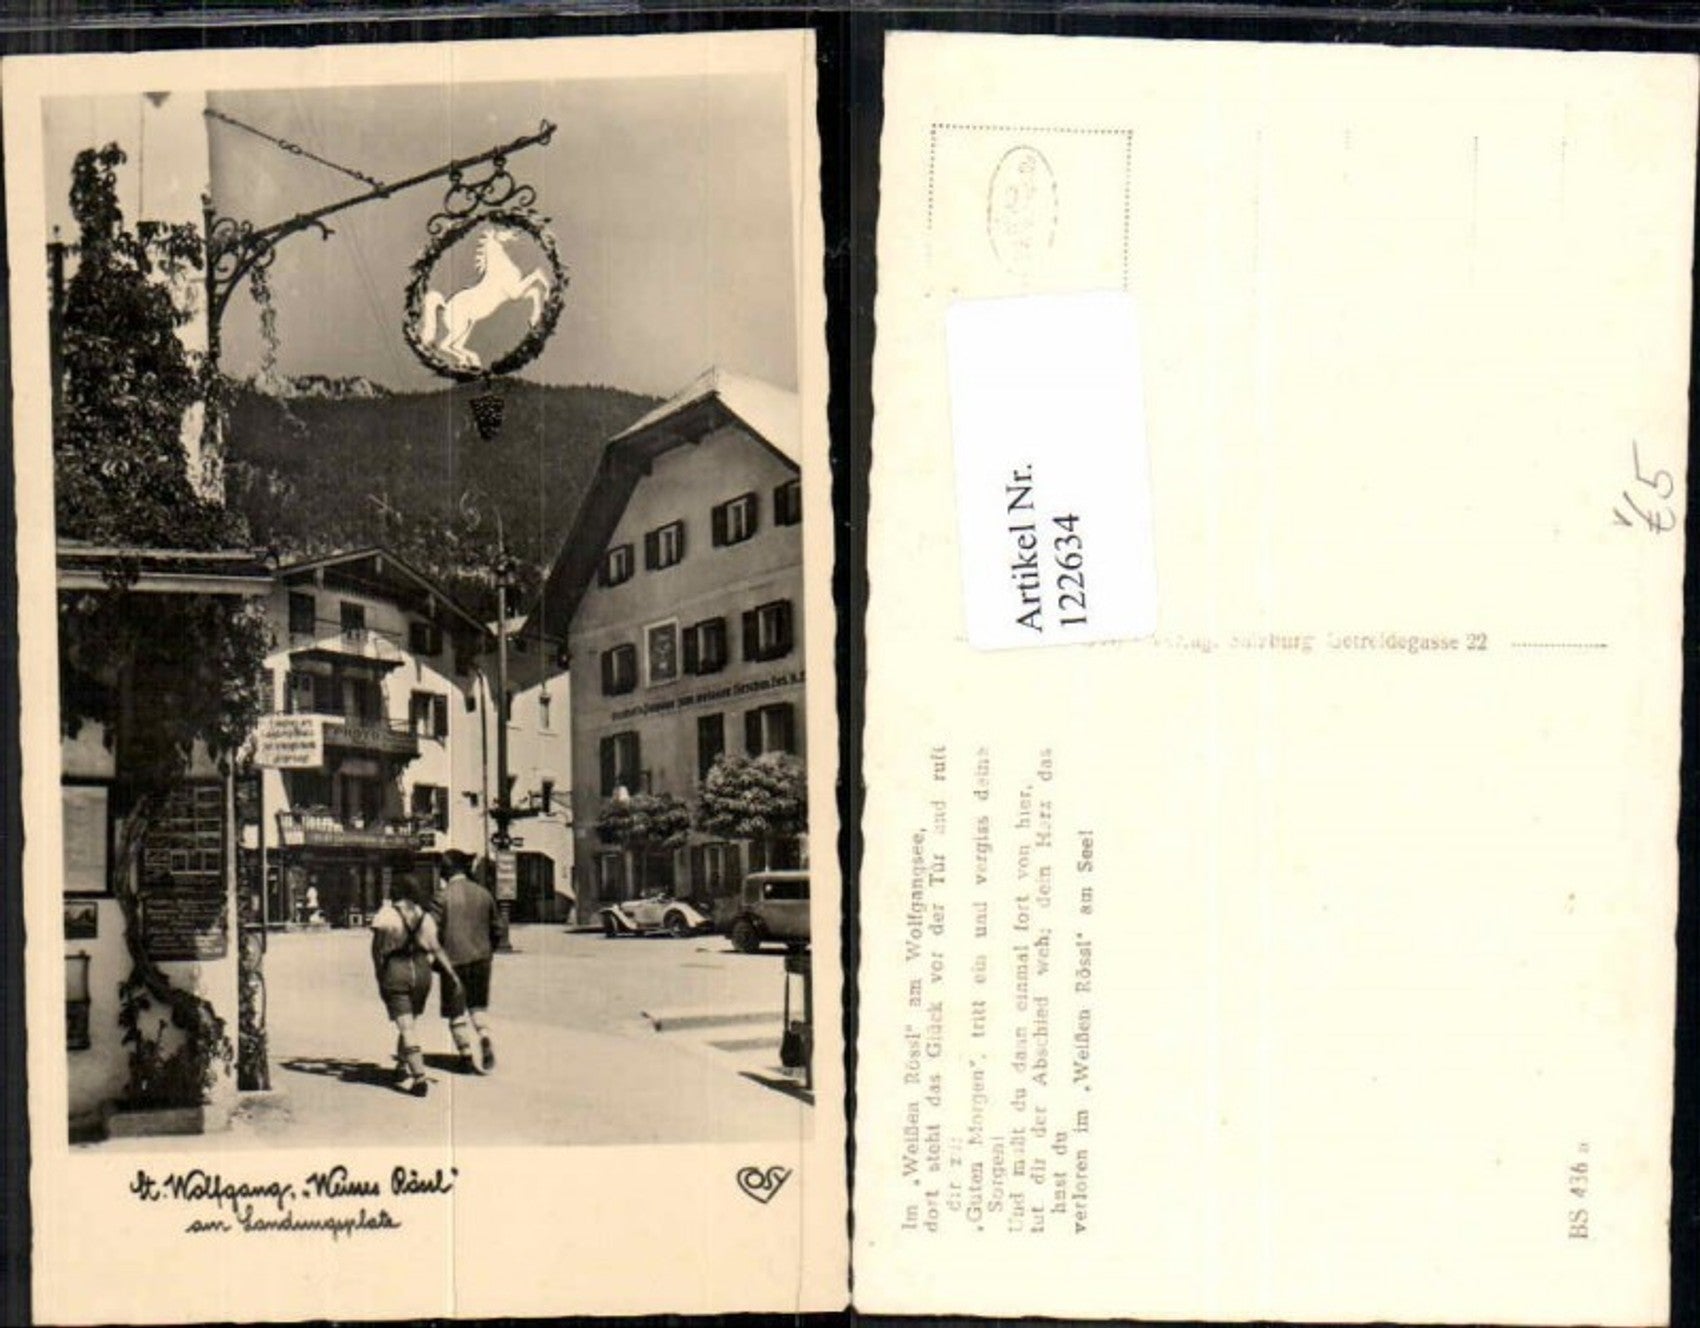 PHOTO
St. Wolfgang, „Weisses Rössl"
am Landungsplatz
ÖSV
Artikel Nr.
122634
Salzburg Getreidegasse 22
Im „Weißen Rössl" am Wolfgangsee,
dort steht das Glück vor der Tür und ruft
dir zu:
„Guten Morgen", tritt ein und vergiss deine
Sorgen!
Und mußt du dann einmal fort von hier,
tut dir der Abschied weh; dein Herz das
hast du
verloren im „Weißen Rössl" am See!
BS 436 a
€5